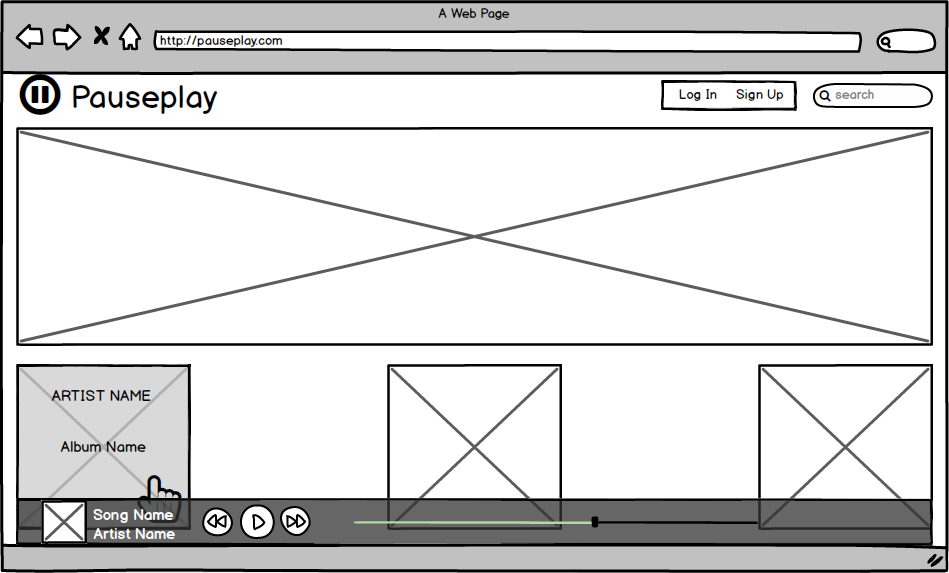 A Web Page
http://pauseplay.com
Pauseplay
Log In
Sign Up
search
ARTIST NAME
Album Name
Song Name
Artist Name